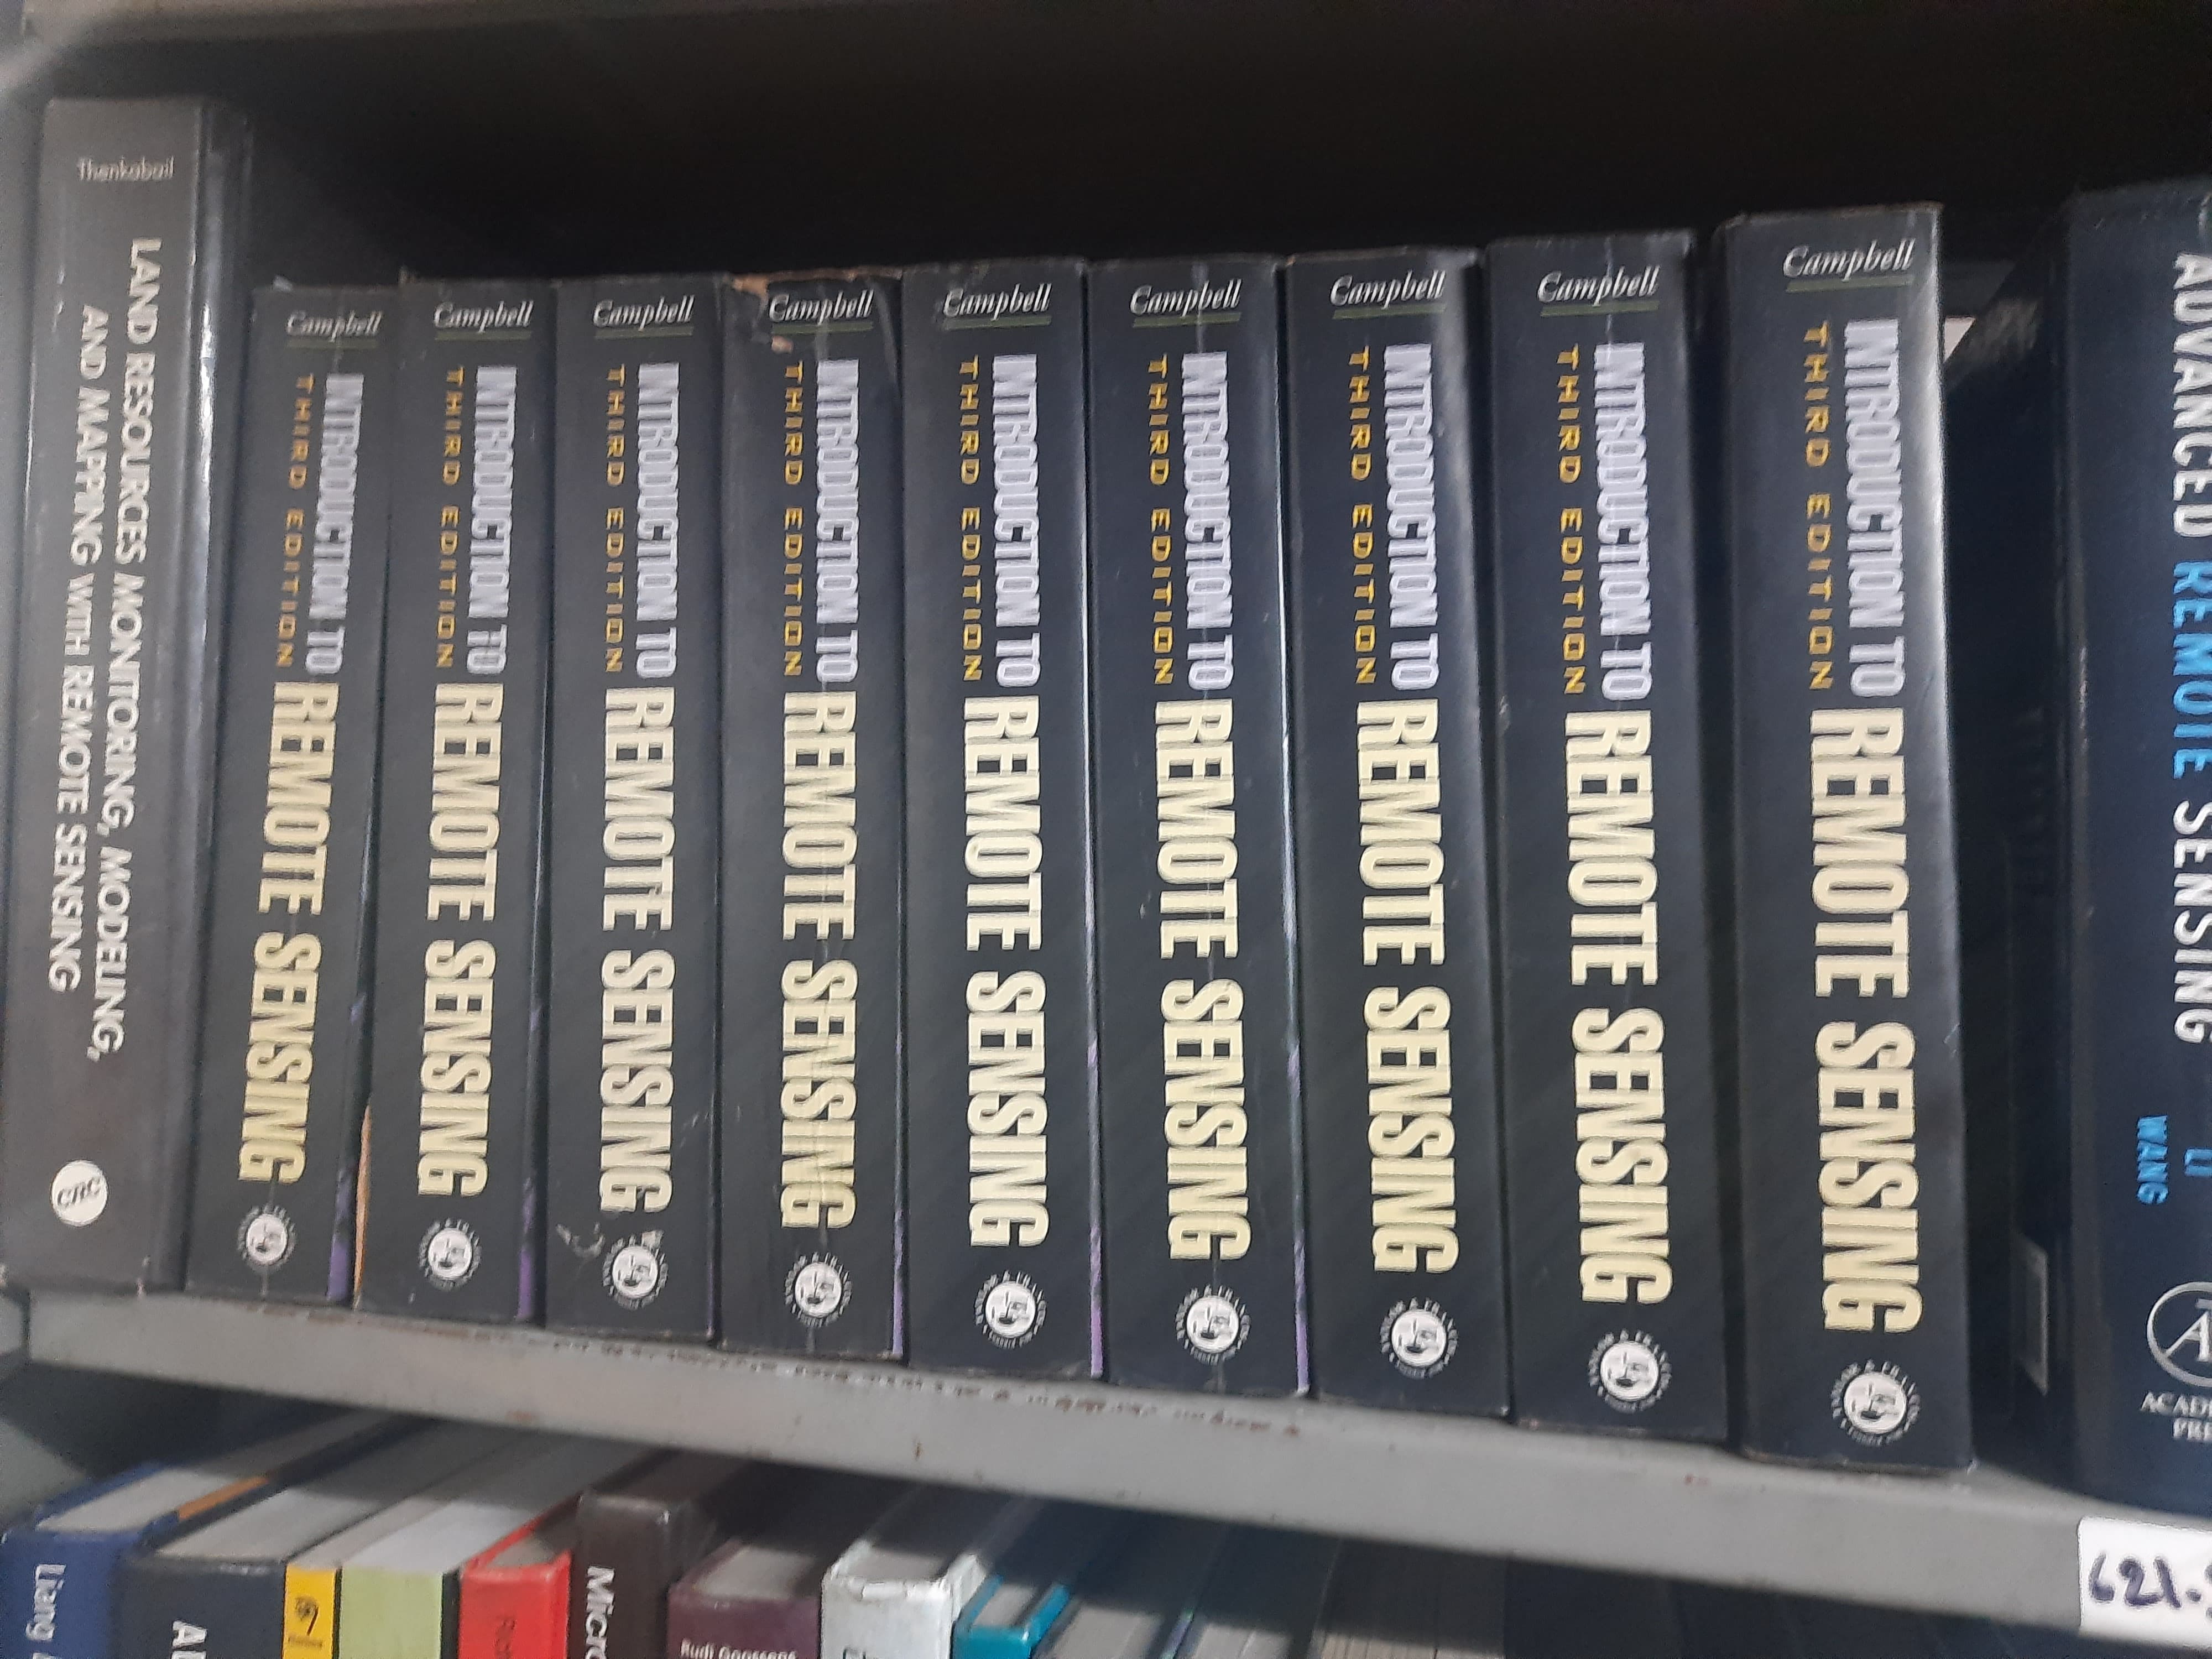 Thenkabail
LAND RESOURCES MONITORING, MODELING,
AND MAPPING WITH REMOTE SENSING
CRC
Campbell
INTRODUCTION TO
THIRD EDITION
REMOTE SENSING
Campbell
INTRODUCTION TO
THIRD EDITION
REMOTE SENSING
Campbell
INTRODUCTION TO
THIRD EDITION
REMOTE SENSING
Campbell
INTRODUCTION TO
THIRD EDITION
REMOTE SENSING
Campbell
INTRODUCTION TO
THIRD EDITION
REMOTE SENSING
Campbell
INTRODUCTION TO
THIRD EDITION
REMOTE SENSING
Campbell
INTRODUCTION TO
THIRD EDITION
REMOTE SENSING
Campbell
INTRODUCTION TO
THIRD EDITION
REMOTE SENSING
Campbell
INTRODUCTION TO
THIRD EDITION
REMOTE SENSING
ADVANCED REMOTE SENSING
LI
WANG
621.
Liang
Micro
Rudi Goossens